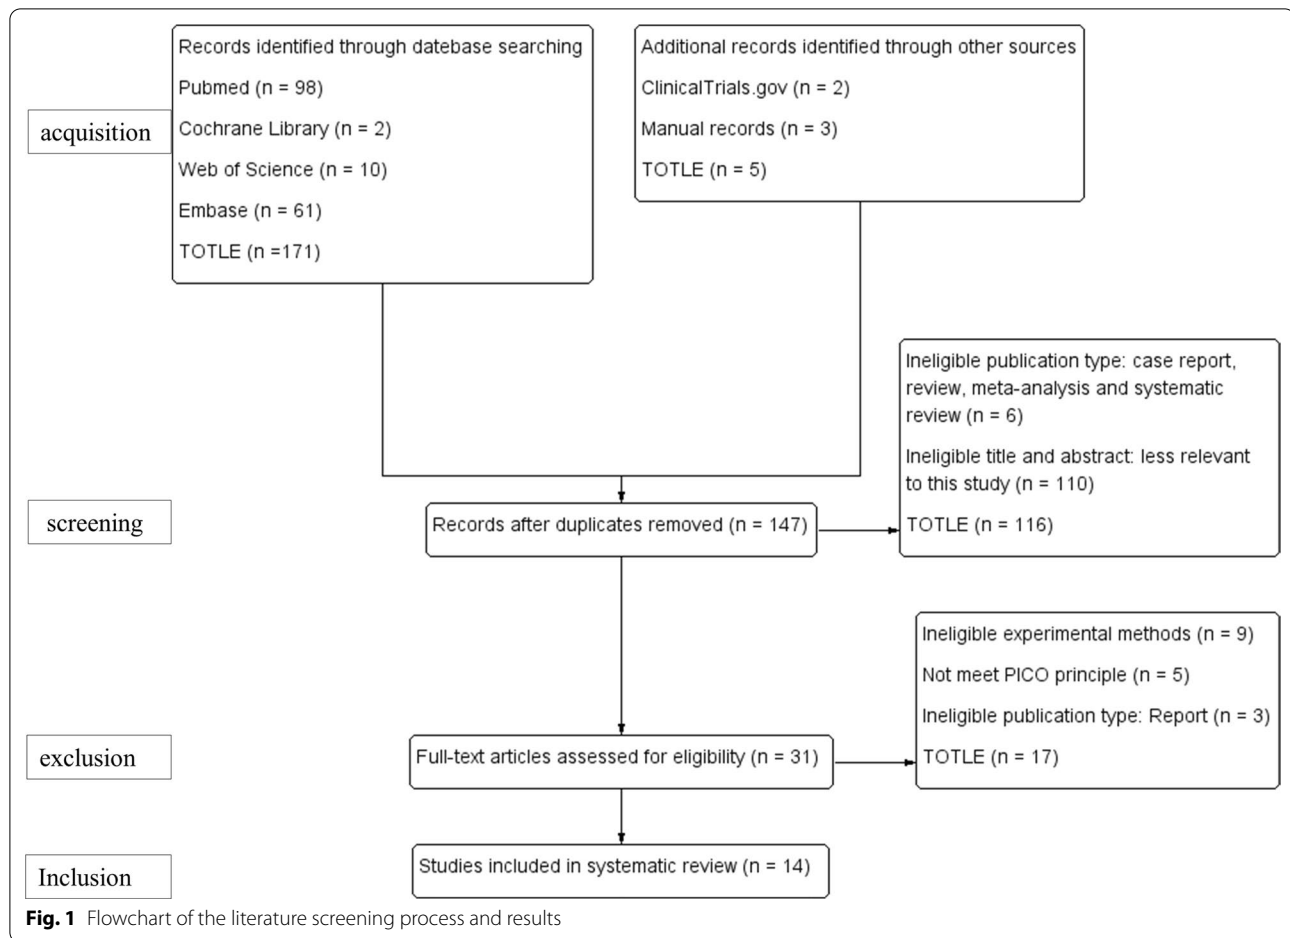 acquisition
Records identified through datebase searching
Pubmed (n = 98)
Cochrane Library (n = 2)
Web of Science (n = 10)
Embase (n = 61)
TOTLE (n =171)
Additional records identified through other sources
ClinicalTrials.gov (n = 2)
Manual records (n = 3)
TOTLE (n = 5)
screening
Records after duplicates removed (n = 147)
Ineligible publication type: case report,
review, meta-analysis and systematic
review (n = 6)
Ineligible title and abstract: less relevant
to this study (n = 110)
TOTLE (n = 116)
exclusion
Full-text articles assessed for eligibility (n = 31)
Ineligible experimental methods (n = 9)
Not meet PICO principle (n = 5)
Ineligible publication type: Report (n = 3)
TOTLE (n = 17)
Inclusion
Studies included in systematic review (n = 14)
Fig. 1 Flowchart of the literature screening process and results